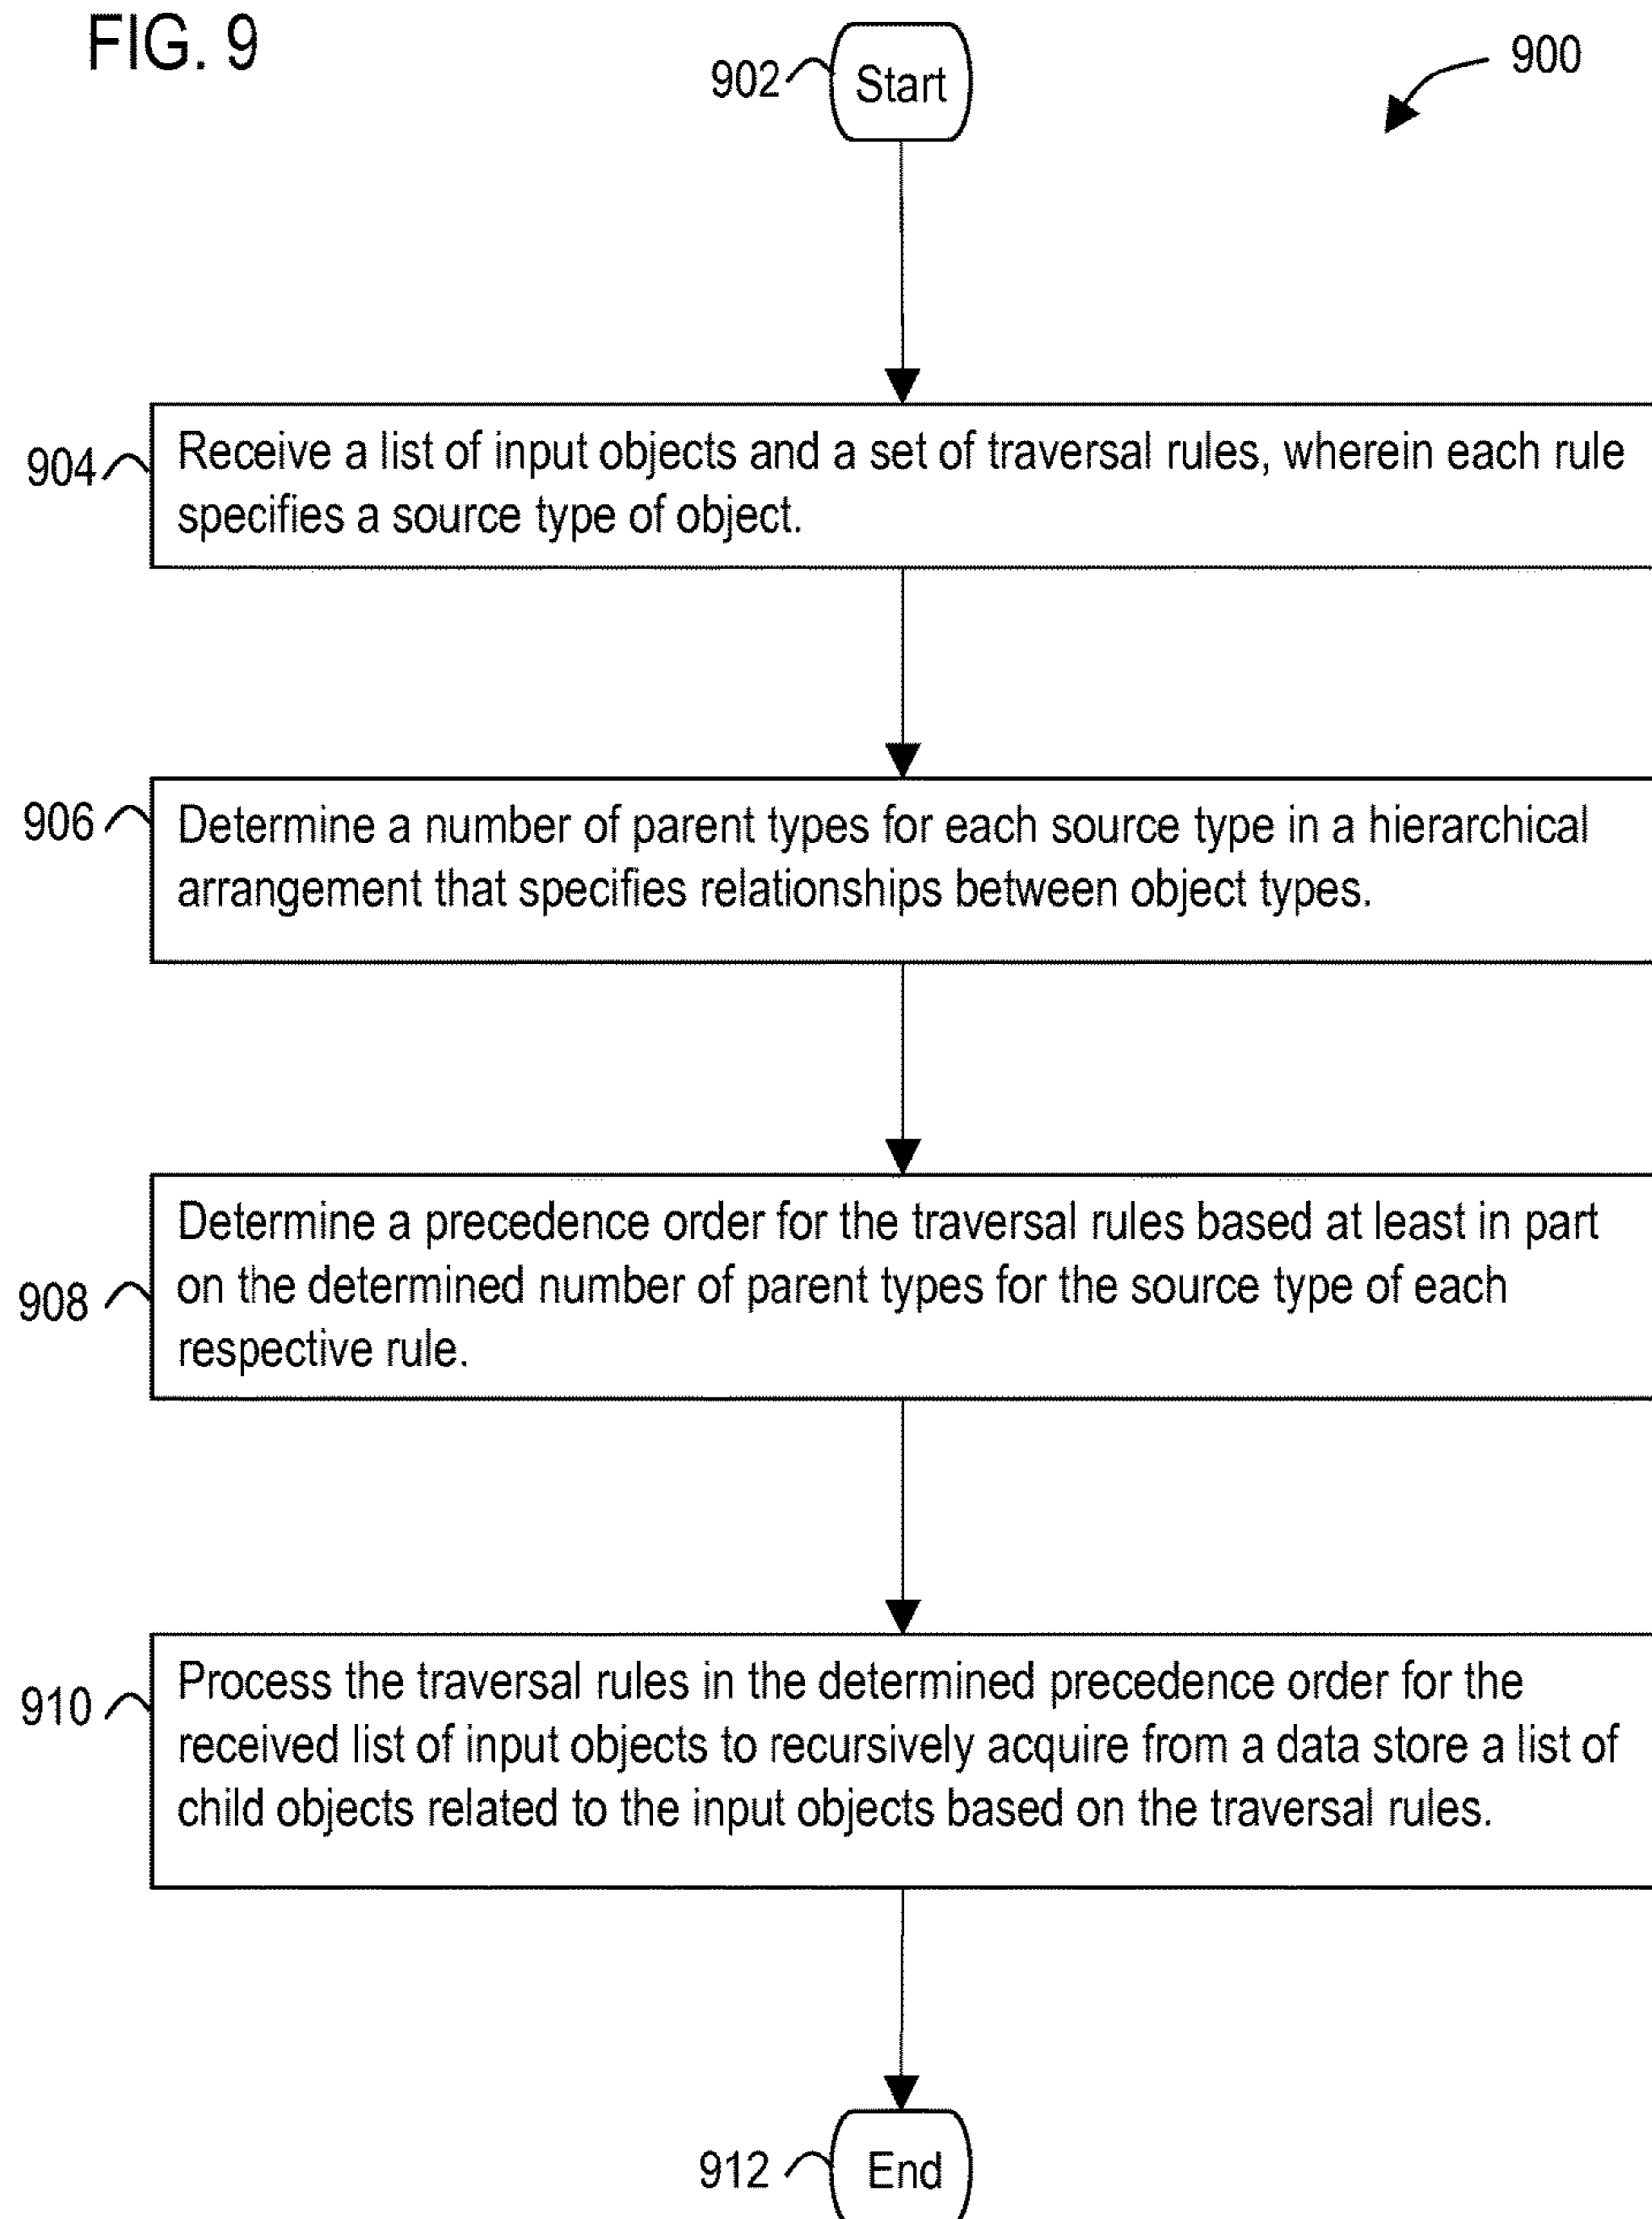 FIG. 9
900
902
Start
904
Receive a list of input objects and a set of traversal rules, wherein each rule
specifies a source type of object.
906
Determine a number of parent types for each source type in a hierarchical
arrangement that specifies relationships between object types.
908
Determine a precedence order for the traversal rules based at least in part
on the determined number of parent types for the source type of each
respective rule.
910
Process the traversal rules in the determined precedence order for the
received list of input objects to recursively acquire from a data store a list of
child objects related to the input objects based on the traversal rules.
912
End